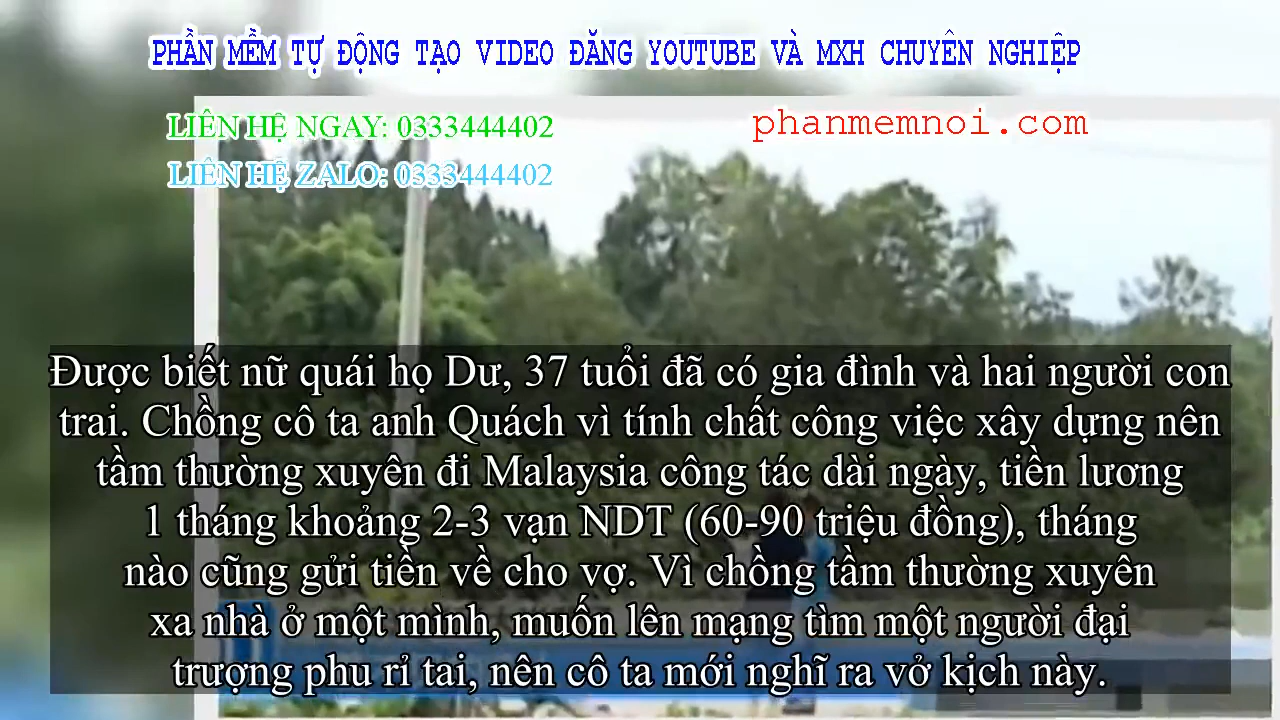 PHẦN MỀM TỰ ĐỘNG TẠO VIDEO ĐĂNG YOUTUBE VÀ MXH CHUYÊN NGHIỆP
LIÊN HỆ NGAY: 0333444402
phanmemnoi.com
LIÊN HỆ ZALO: 0333444402
Được biết nữ quái họ Dư, 37 tuổi đã có gia đình và hai người con
trai. Chồng cô ta anh Quách vì tính chất công việc xây dựng nên
tầm thường xuyên đi Malaysia công tác dài ngày, tiền lương
1 tháng khoảng 2-3 vạn NDT (60-90 triệu đồng), tháng
nào cũng gửi tiền về cho vợ. Vì chồng tầm thường xuyên
xa nhà ở một mình, muốn lên mạng tìm một người đại
trượng phu rỉ tai, nên cô ta mới nghĩ ra vở kịch này.